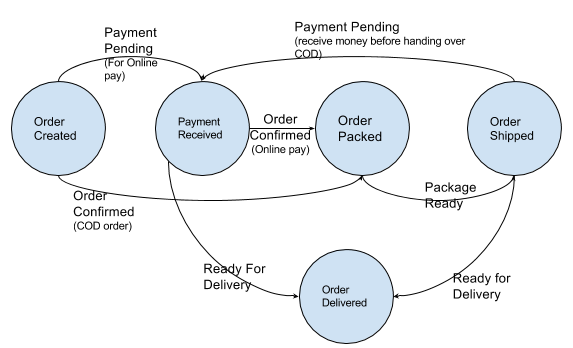 Payment
Pending
(For Online
pay)
Payment Pending
(receive money before handing over
COD)
Order
Created
Payment
Received
Order
Confirmed
(Online pay)
Order
Packed
Order
Shipped
Order
Confirmed
(COD order)
Package
Ready
Ready For
Delivery
Order
Delivered
Ready for
Delivery